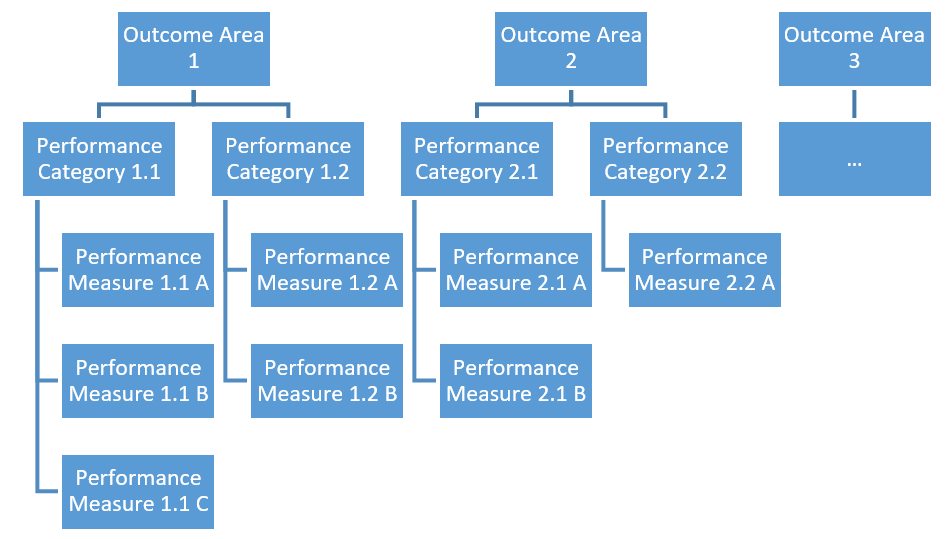 Outcome Area
1
Outcome Area
2
Outcome Area
3
Performance
Category 1.1
Performance
Category 1.2
Performance
Category 2.1
Performance
Category 2.2
...
Performance
Measure 1.1 A
Performance
Measure 1.2 A
Performance
Measure 2.1 A
Performance
Measure 2.2 A
Performance
Measure 1.1 B
Performance
Measure 1.2 B
Performance
Measure 2.1 B
Performance
Measure 1.1 C